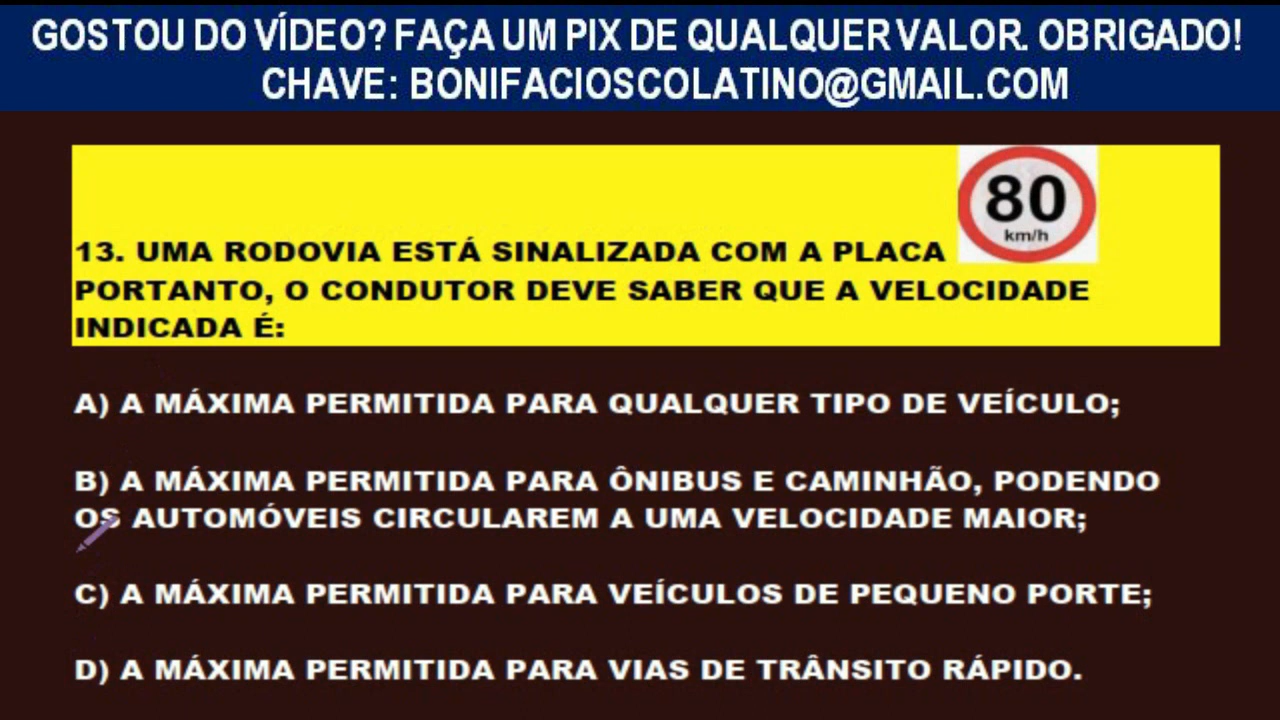 GOSTOU DO VÍDEO? FAÇA UM PIX DE QUALQUER VALOR. OBRIGADO!
CHAVE: BONIFACIOSCOLATINO@GMAIL.COM
80
km/h
13. UMA RODOVIA ESTÁ SINALIZADA COM A PLACA
PORTANTO, O CONDUTOR DEVE SABER QUE A VELOCIDADE
INDICADA É:
A) A MÁXIMA PERMITIDA PARA QUALQUER TIPO DE VEÍCULO;
B) A MÁXIMA PERMITIDA PARA ÔNIBUS E CAMINHÃO, PODENDO
OS AUTOMÓVEIS CIRCULAREM A UMA VELOCIDADE MAIOR;
C) A MÁXIMA PERMITIDA PARA VEÍCULOS DE PEQUENO PORTE;
D) A MÁXIMA PERMITIDA PARA VIAS DE TRÂNSITO RÁPIDO.